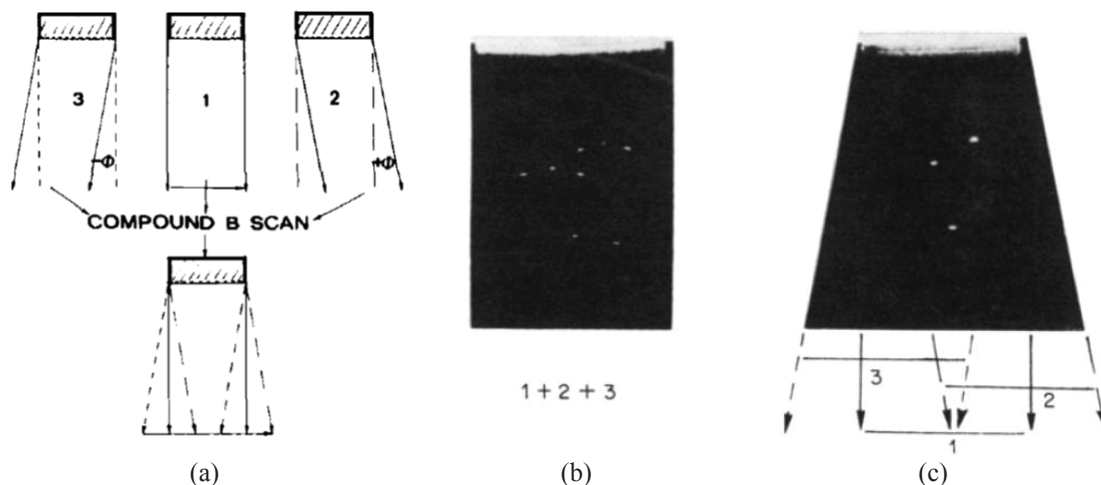 3 1 2
-Φ +Φ
COMPOUND B SCAN
1 + 2 + 3
3
2
1
(a) (b) (c)